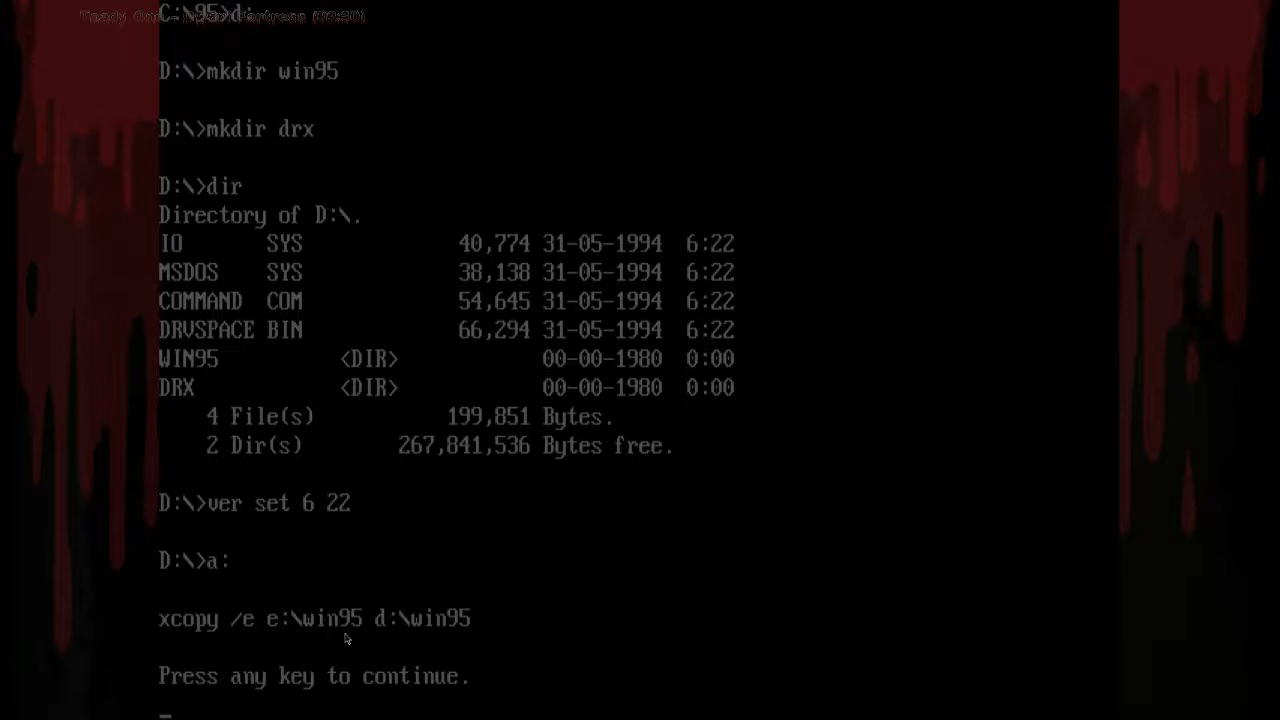 C:\95>d:
D:\>mkdir win95
D:\>mkdir drx
D:\>dir
Directory of D:\.
IO       SYS             40,774 31-05-1994  6:22
MSDOS    SYS             38,138 31-05-1994  6:22
COMMAND  COM             54,645 31-05-1994  6:22
DRVSPACE BIN             66,294 31-05-1994  6:22
WIN95          <DIR>            00-00-1980  0:00
DRX            <DIR>            00-00-1980  0:00
    4 File(s)           199,851 Bytes.
    2 Dir(s)        267,841,536 Bytes free.
D:\>ver set 6 22
D:\>a:
xcopy /e e:\win95 d:\win95
Press any key to continue.